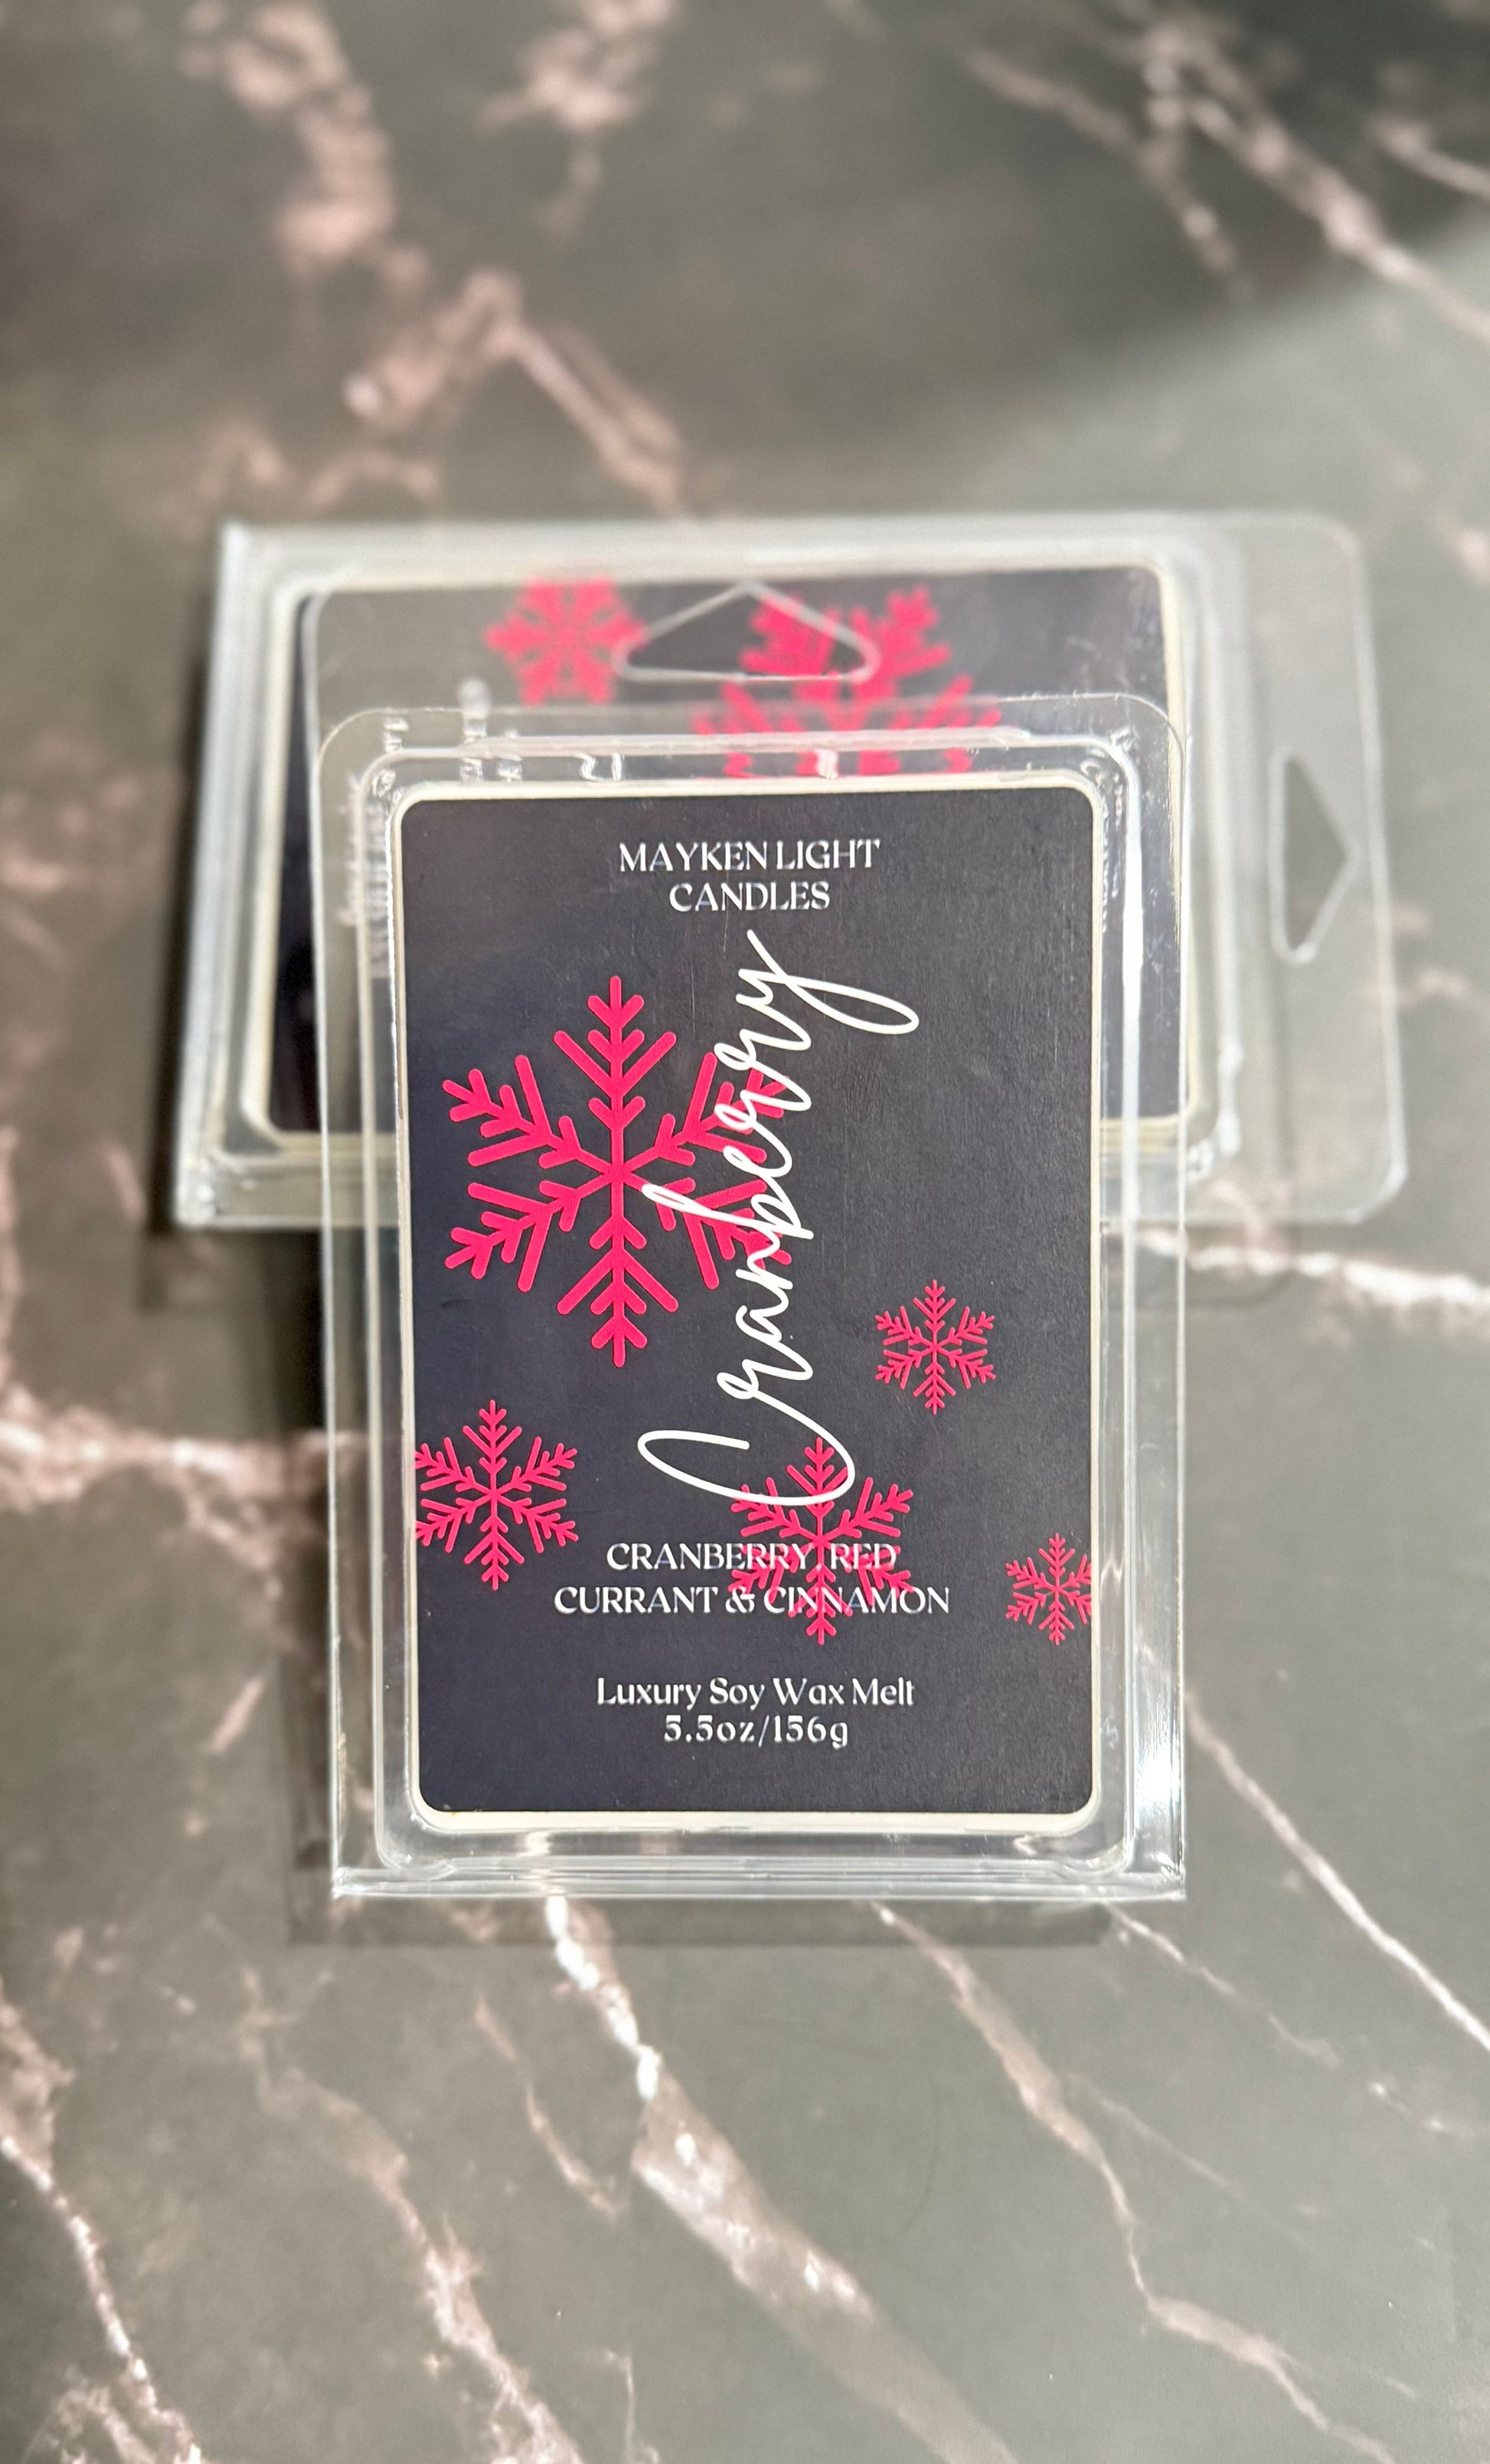 MAYKEN LIGHT
CANDLES
Cranberry
CRANBERRY, RED
CURRANT & CINNAMON
Luxury Soy Wax Melt
5.5oz/156g